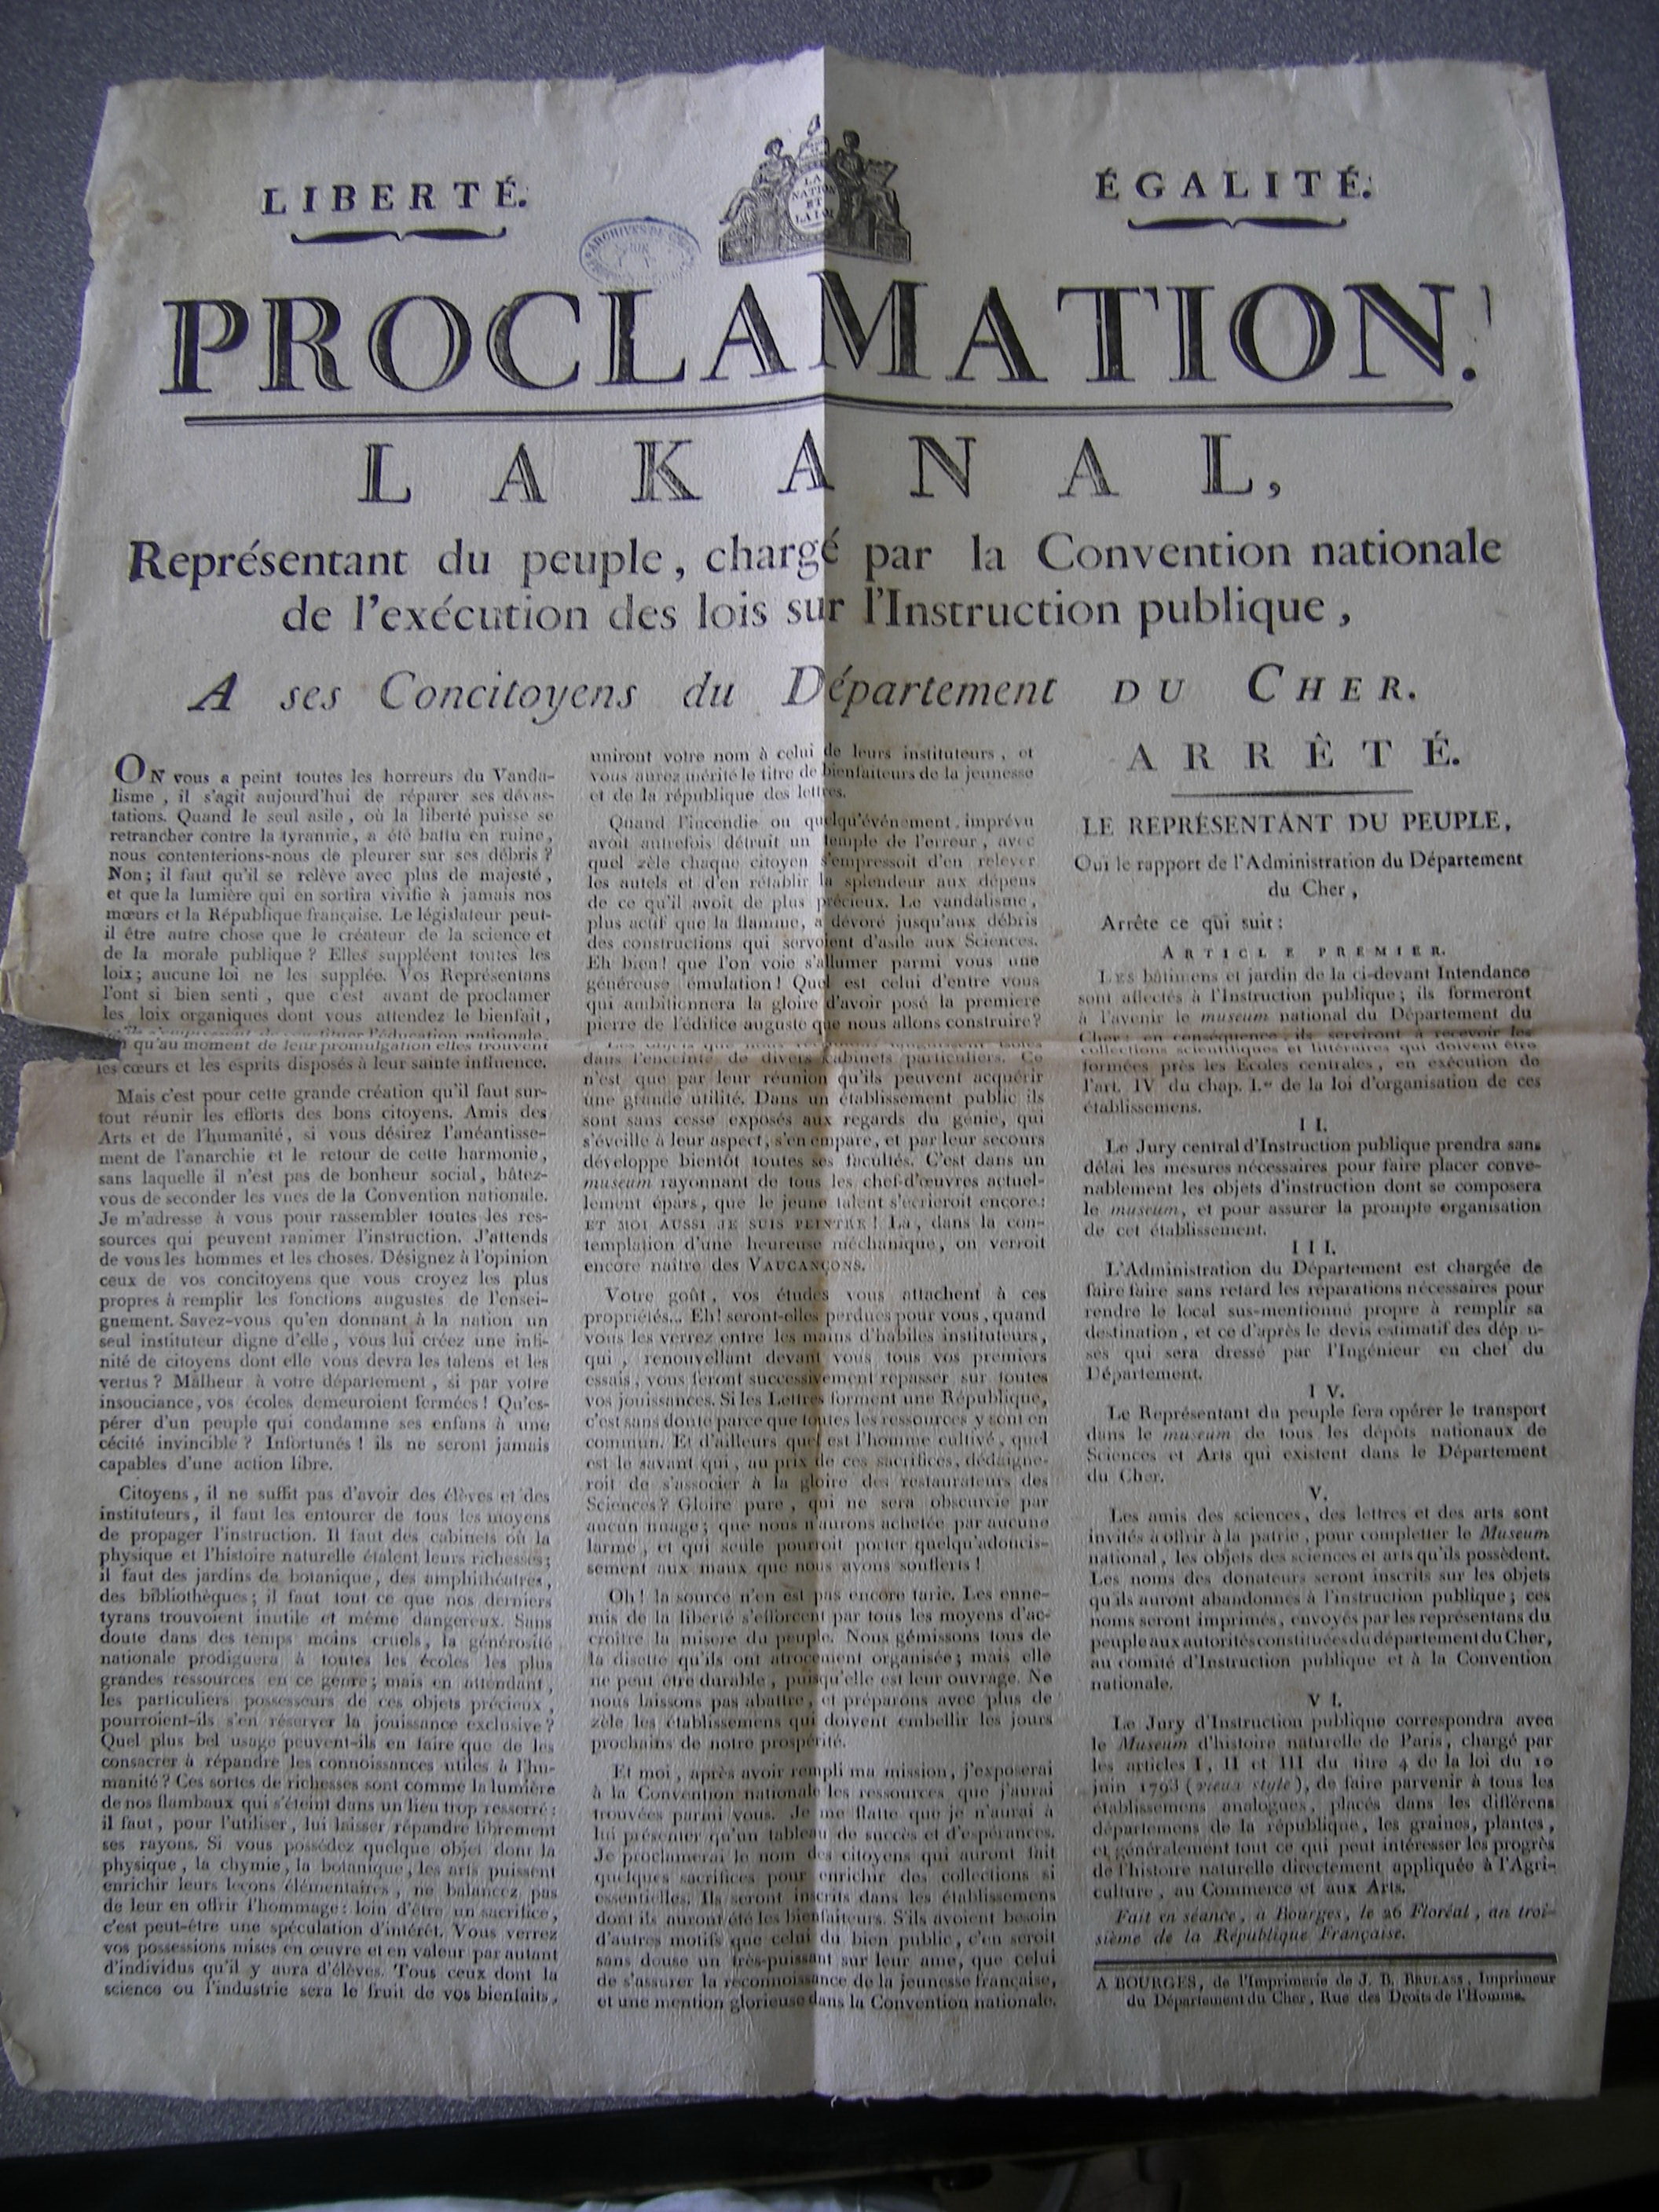 LIBERTÉ.
LA
NATION
ET
LA LOI
ÉGALITÉ.
ARCHIVES DU CHER
PROCLAMATION.
LAKANAL,
Représentant du peuple, chargé par la Convention nationale
de l'exécution des lois sur l'Instruction publique,
A ses Concitoyens du Département DU CHER.
ON vous a peint toutes les horreurs du Vanda-
lisme, il s'agit aujourd'hui de réparer ses dévas-
tations. Quand le seul asile, où la liberté puisse se
retrancher contre la tyrannie, a été battu en ruine,
nous contenterions-nous de pleurer sur ses débris?
Non; il faut qu'il se relève avec plus de majesté,
et que la lumière qui en sortira vivifie à jamais nos
mœurs et la République française. Le législateur peut-
il être autre chose que le créateur de la science et
de la morale publique? Elles suppléent toutes les
loix; aucune loi ne les supplée. Vos Représentans
l'ont si bien senti, que c'est avant de proclamer
les loix organiques dont vous attendez le bienfait,
l'éducation nationale.
qu'au moment de leur promulgation elles trouvent
les cœurs et les esprits disposés à leur sainte influence.
Mais c'est pour cette grande création qu'il faut sur-
tout réunir les efforts des bons citoyens. Amis des
Arts et de l'humanité, si vous désirez l'anéantisse-
ment de l'anarchie et le retour de cette harmonie,
sans laquelle il n'est pas de bonheur social, hâtez-
vous de seconder les vues de la Convention nationale.
Je m'adresse à vous pour rassembler toutes les res-
sources qui peuvent ranimer l'instruction. J'attends
de vous les hommes et les choses. Désignez à l'opinion
ceux de vos concitoyens que vous croyez les plus
propres à remplir les fonctions augustes de l'ensei-
gnement. Savez-vous qu'en donnant à la nation un
seul instituteur digne d'elle, vous lui créez une infi-
nité de citoyens dont elle vous devra les talens et les
vertus? Malheur à votre département, si par votre
insouciance, vos écoles demeuroient fermées! Qu'es-
pérer d'un peuple qui condamne ses enfans à une
cécité invincible? Infortunés! ils ne seront jamais
capables d'une action libre.
Citoyens, il ne suffit pas d'avoir des élèves et des
instituteurs, il faut les entourer de tous les moyens
de propager l'instruction. Il faut des cabinets où la
physique et l'histoire naturelle étalent leurs richesses;
il faut des jardins de botanique, des amphithéatres,
des bibliothèques; il faut tout ce que nos derniers
tyrans trouvoient inutile et même dangereux. Sans
doute dans des temps moins cruels, la générosité
nationale prodiguera à toutes les écoles les plus
grandes ressources en ce genre; mais en attendant,
les particuliers possesseurs de ces objets précieux,
pourroient-ils s'en réserver la jouissance exclusive?
Quel plus bel usage peuvent-ils en faire que de les
consacrer à répandre les connoissances utiles à l'hu-
manité? Ces sortes de richesses sont comme la lumière
de nos flambaux qui s'éteint dans un lieu trop resserré:
il faut, pour l'utiliser, lui laisser répandre librement
ses rayons. Si vous possédez quelque objet dont la
physique, la chymie, la botanique, les arts puissent
enrichir leurs leçons élémentaires, ne balancez pas
de leur en offrir l'hommage: loin d'être un sacrifice,
c'est peut-être une spéculation d'intérêt. Vous verrez
vos possessions mises en œuvre et en valeur par autant
d'individus qu'il y aura d'élèves. Tous ceux dont la
science ou l'industrie sera le fruit de vos bienfaits,
uniront votre nom à celui de leurs instituteurs, et
vous aurez mérité le titre de bienfaiteurs de la jeunesse
et de la république des lettres.
Quand l'incendie ou quelqu'événement imprévu
avoit autrefois détruit un temple de l'erreur, avec
quel zèle chaque citoyen s'empressoit d'en relever
les autels et d'en rétablir la splendeur aux dépens
de ce qu'il avoit de plus précieux. Le vandalisme,
plus actif que la flamme, a dévoré jusqu'aux débris
des constructions qui servoient d'asile aux Sciences.
Eh bien! que l'on voie s'allumer parmi vous une
généreuse émulation! Quel est celui d'entre vous
qui ambitionnera la gloire d'avoir posé la première
pierre de l'édifice auguste que nous allons construire?
Les objets que nous
dans l'enceinte de divers kabinets particuliers. Ce
n'est que par leur réunion qu'ils peuvent acquérir
une grande utilité. Dans un établissement public ils
sont sans cesse exposés aux regards du génie, qui
s'éveille à leur aspect, s'en empare, et par leur secours
développe bientôt toutes ses facultés. C'est dans un
museum rayonnant de tous les chef-d'œuvres actuel-
lement épars, que le jeune talent s'écrieroit encore:
ET MOI AUSSI JE SUIS PEINTRE! Là, dans la con-
templation d'une heureuse méchanique, on verroit
encore naître des VAUCANÇONS.
Votre goût, vos études vous attachent à ces
propriétés... Eh! seront-elles perdues pour vous, quand
vous les verrez entre les mains d'habiles instituteurs,
qui, renouvellant devant vous tous vos premiers
essais, vous feront successivement repasser sur toutes
vos jouissances. Si les Lettres forment une République,
c'est sans doute parce que toutes les ressources y sont en
commun. Et d'ailleurs quel est l'homme cultivé, quel
est le savant qui, au prix de ces sacrifices, dédaigne-
roit de s'associer à la gloire des restaurateurs des
Sciences? Gloire pure, qui ne sera obscurcie par
aucun nuage; que nous n'aurons achetée par aucune
larme, et qui seule pourroit porter quelqu'adoucis-
sement aux maux que nous avons soufferts!
Oh! la source n'en est pas encore tarie. Les enne-
mis de la liberté s'efforcent par tous les moyens d'ac-
croître la misere du peuple. Nous gémissons tous de
la disette qu'ils ont atrocement organisée; mais elle
ne peut être durable, puisqu'elle est leur ouvrage. Ne
nous laissons pas abattre, et préparons avec plus de
zèle les établissemens qui doivent embellir les jours
prochains de notre prospérité.
Et moi, après avoir rempli ma mission, j'exposerai
à la Convention nationale les ressources que j'aurai
trouvées parmi vous. Je me flatte que je n'aurai à
lui présenter qu'un tableau de succès et d'espérances.
Je proclamerai le nom des citoyens qui auront fait
quelques sacrifices pour enrichir des collections si
essentielles. Ils seront inscrits dans les établissemens
dont ils auront été les bienfaiteurs. S'ils avoient besoin
d'autres motifs que celui du bien public, c'en seroit
sans douse un très-puissant sur leur ame, que celui
de s'assurer la reconnoissance de la jeunesse française,
et une mention glorieuse dans la Convention nationale.
ARRÊTÉ.
LE REPRÉSENTANT DU PEUPLE,
Oui le rapport de l'Administration du Département
du Cher,
Arrête ce qui suit:
ARTICLE PREMIER.
LES bâtimens et jardin de la ci-devant Intendance
sont affectés à l'Instruction publique; ils formeront
à l'avenir le museum national du Département du
Cher; en conséquence, ils serviront à recevoir les
collections scientifiques et littéraires qui doivent être
formées près les Ecoles centrales, en exécution de
l'art. IV du chap. I.er de la loi d'organisation de ces
établissemens.
II.
Le Jury central d'Instruction publique prendra sans
délai les mesures nécessaires pour faire placer conve-
nablement les objets d'instruction dont se composera
le museum, et pour assurer la prompte organisation
de cet établissement.
III.
L'Administration du Département est chargée de
faire faire sans retard les réparations nécessaires pour
rendre le local sus-mentionné propre à remplir sa
destination, et ce d'après le devis estimatif des dép n-
ses qui sera dressé par l'Ingénieur en chef du
Département.
IV.
Le Représentant du peuple fera opérer le transport
dans le museum de tous les dépôts nationaux de
Sciences et Arts qui existent dans le Département
du Cher.
V.
Les amis des sciences, des lettres et des arts sont
invités à offrir à la patrie, pour completter le Museum
national, les objets des sciences et arts qu'ils possèdent.
Les noms des donateurs seront inscrits sur les objets
qu'ils auront abandonnés à l'instruction publique; ces
noms seront imprimés, envoyés par les représentans du
peuple aux autorités constituées du département du Cher,
au comité d'Instruction publique et à la Convention
nationale.
VI.
Le Jury d'Instruction publique correspondra avec
le Museum d'histoire naturelle de Paris, chargé par
les articles I, II et III du titre 4 de la loi du 10
juin 1793 (vieux style), de faire parvenir à tous les
établissemens analogues, placés dans les différens
départemens de la république, les graines, plantes,
et généralement tout ce qui peut intéresser les progrès
de l'histoire naturelle directement appliquée à l'Agri-
culture, au Commerce et aux Arts.
Fait en séance, à Bourges, le 26 Floréal, an troi-
sième de la République Française.
A BOURGES, de l'Imprimerie de J. B. BRULASS, Imprimeur
du Département du Cher, Rue des Droits de l'Homme.